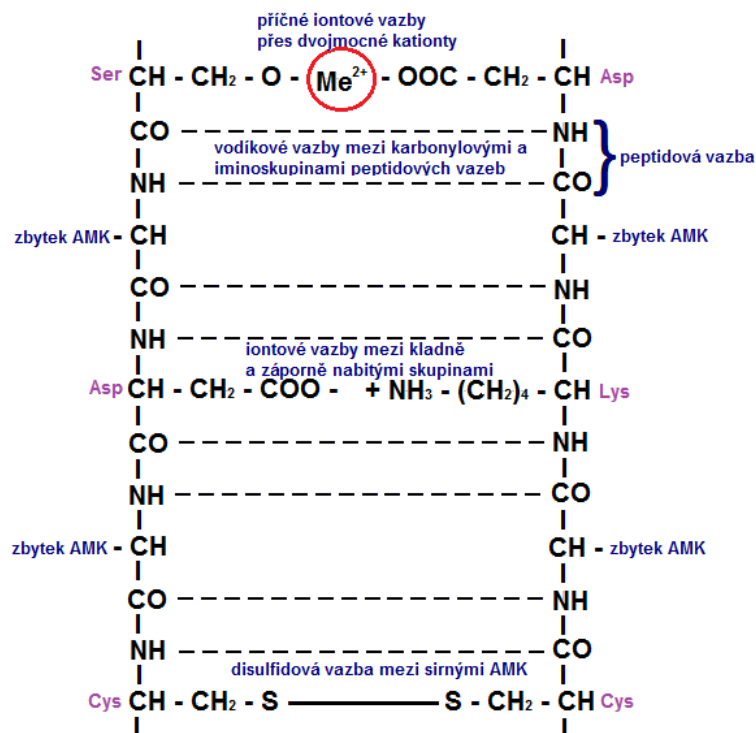 příčné iontové vazby
přes dvojmocné kationty
Ser CH - CH₂ - O - Me²⁺ - OOC - CH₂ - CH Asp
CO NH
vodíkové vazby mezi karbonylovými a
iminoskupinami peptidových vazeb
peptidová vazba
NH CO
zbytek AMK - CH CH - zbytek AMK
CO NH
NH CO
iontové vazby mezi kladně
a záporně nabitými skupinami
Asp CH - CH₂ - COO - + NH₃ - (CH₂)₄ - CH Lys
CO NH
NH CO
zbytek AMK - CH CH - zbytek AMK
CO NH
NH CO
disulfidová vazba mezi sirnými AMK
Cys CH - CH₂ - S S - CH₂ - CH Cys